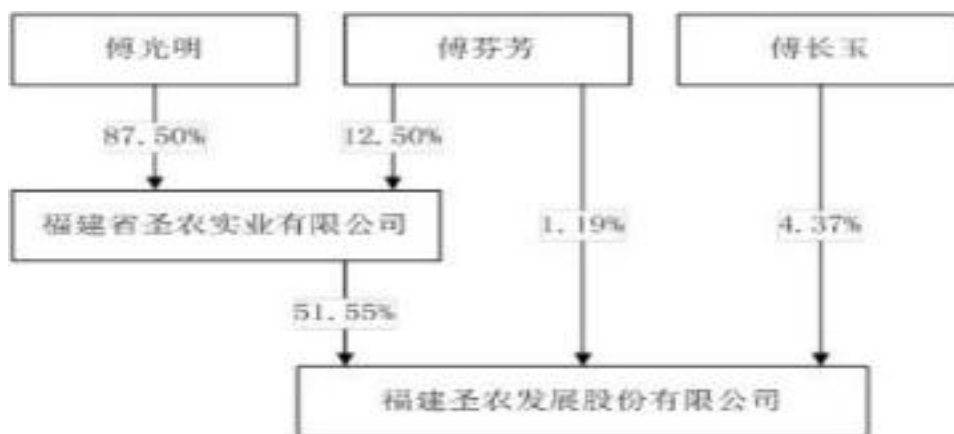 傅光明
傅芬芳
傅长玉
87.50%
12.50%
福建省圣农实业有限公司
1.19%
4.37%
51.55%
福建圣农发展股份有限公司